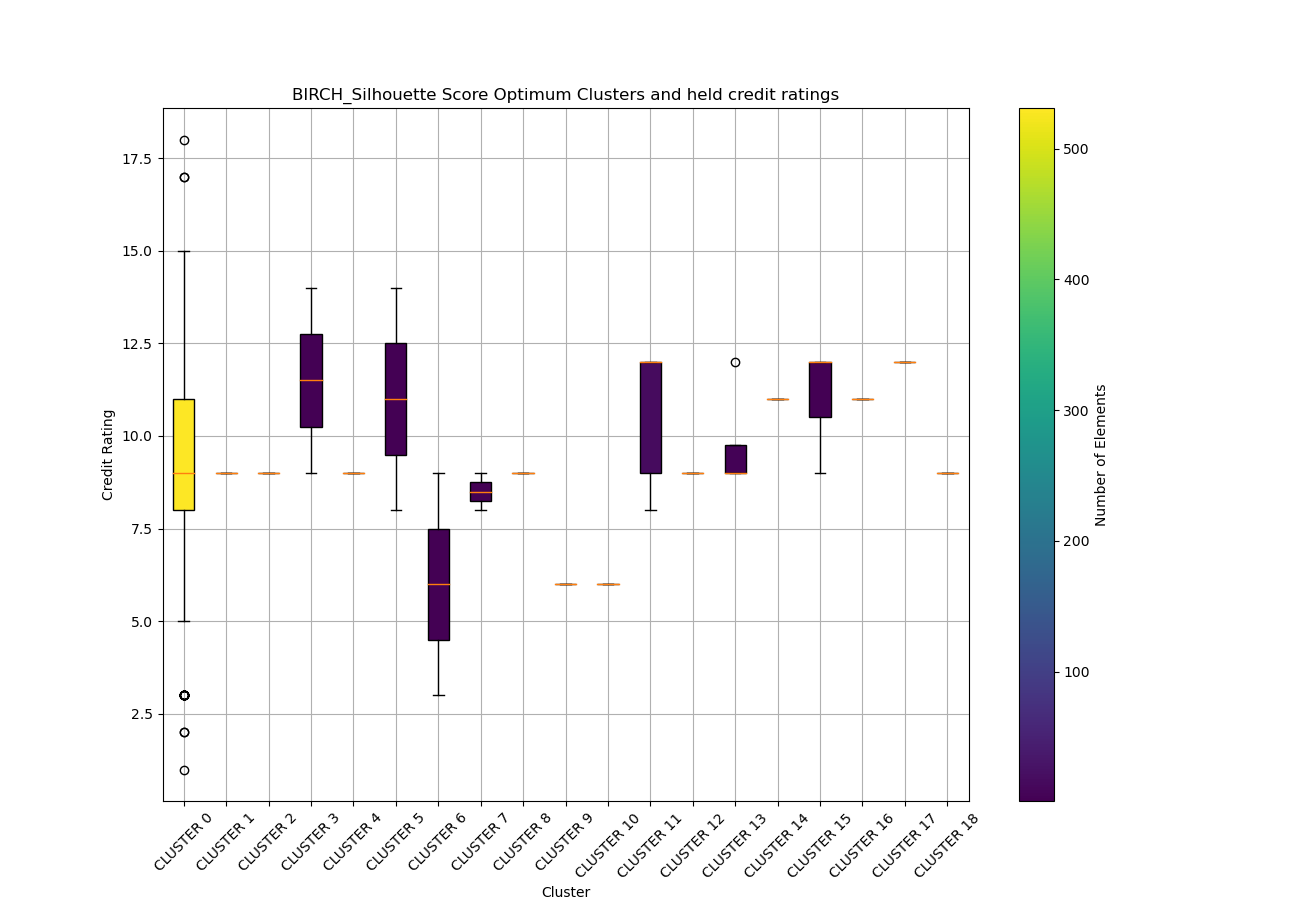 BIRCH_Silhouette Score Optimum Clusters and held credit ratings
17.5
15.0
12.5
10.0
7.5
5.0
2.5
Credit Rating
CLUSTER 0
CLUSTER 1
CLUSTER 2
CLUSTER 3
CLUSTER 4
CLUSTER 5
CLUSTER 6
CLUSTER 7
CLUSTER 8
CLUSTER 9
CLUSTER 10
CLUSTER 11
CLUSTER 12
CLUSTER 13
CLUSTER 14
CLUSTER 15
CLUSTER 16
CLUSTER 17
CLUSTER 18
Cluster
500
400
300
200
100
Number of Elements